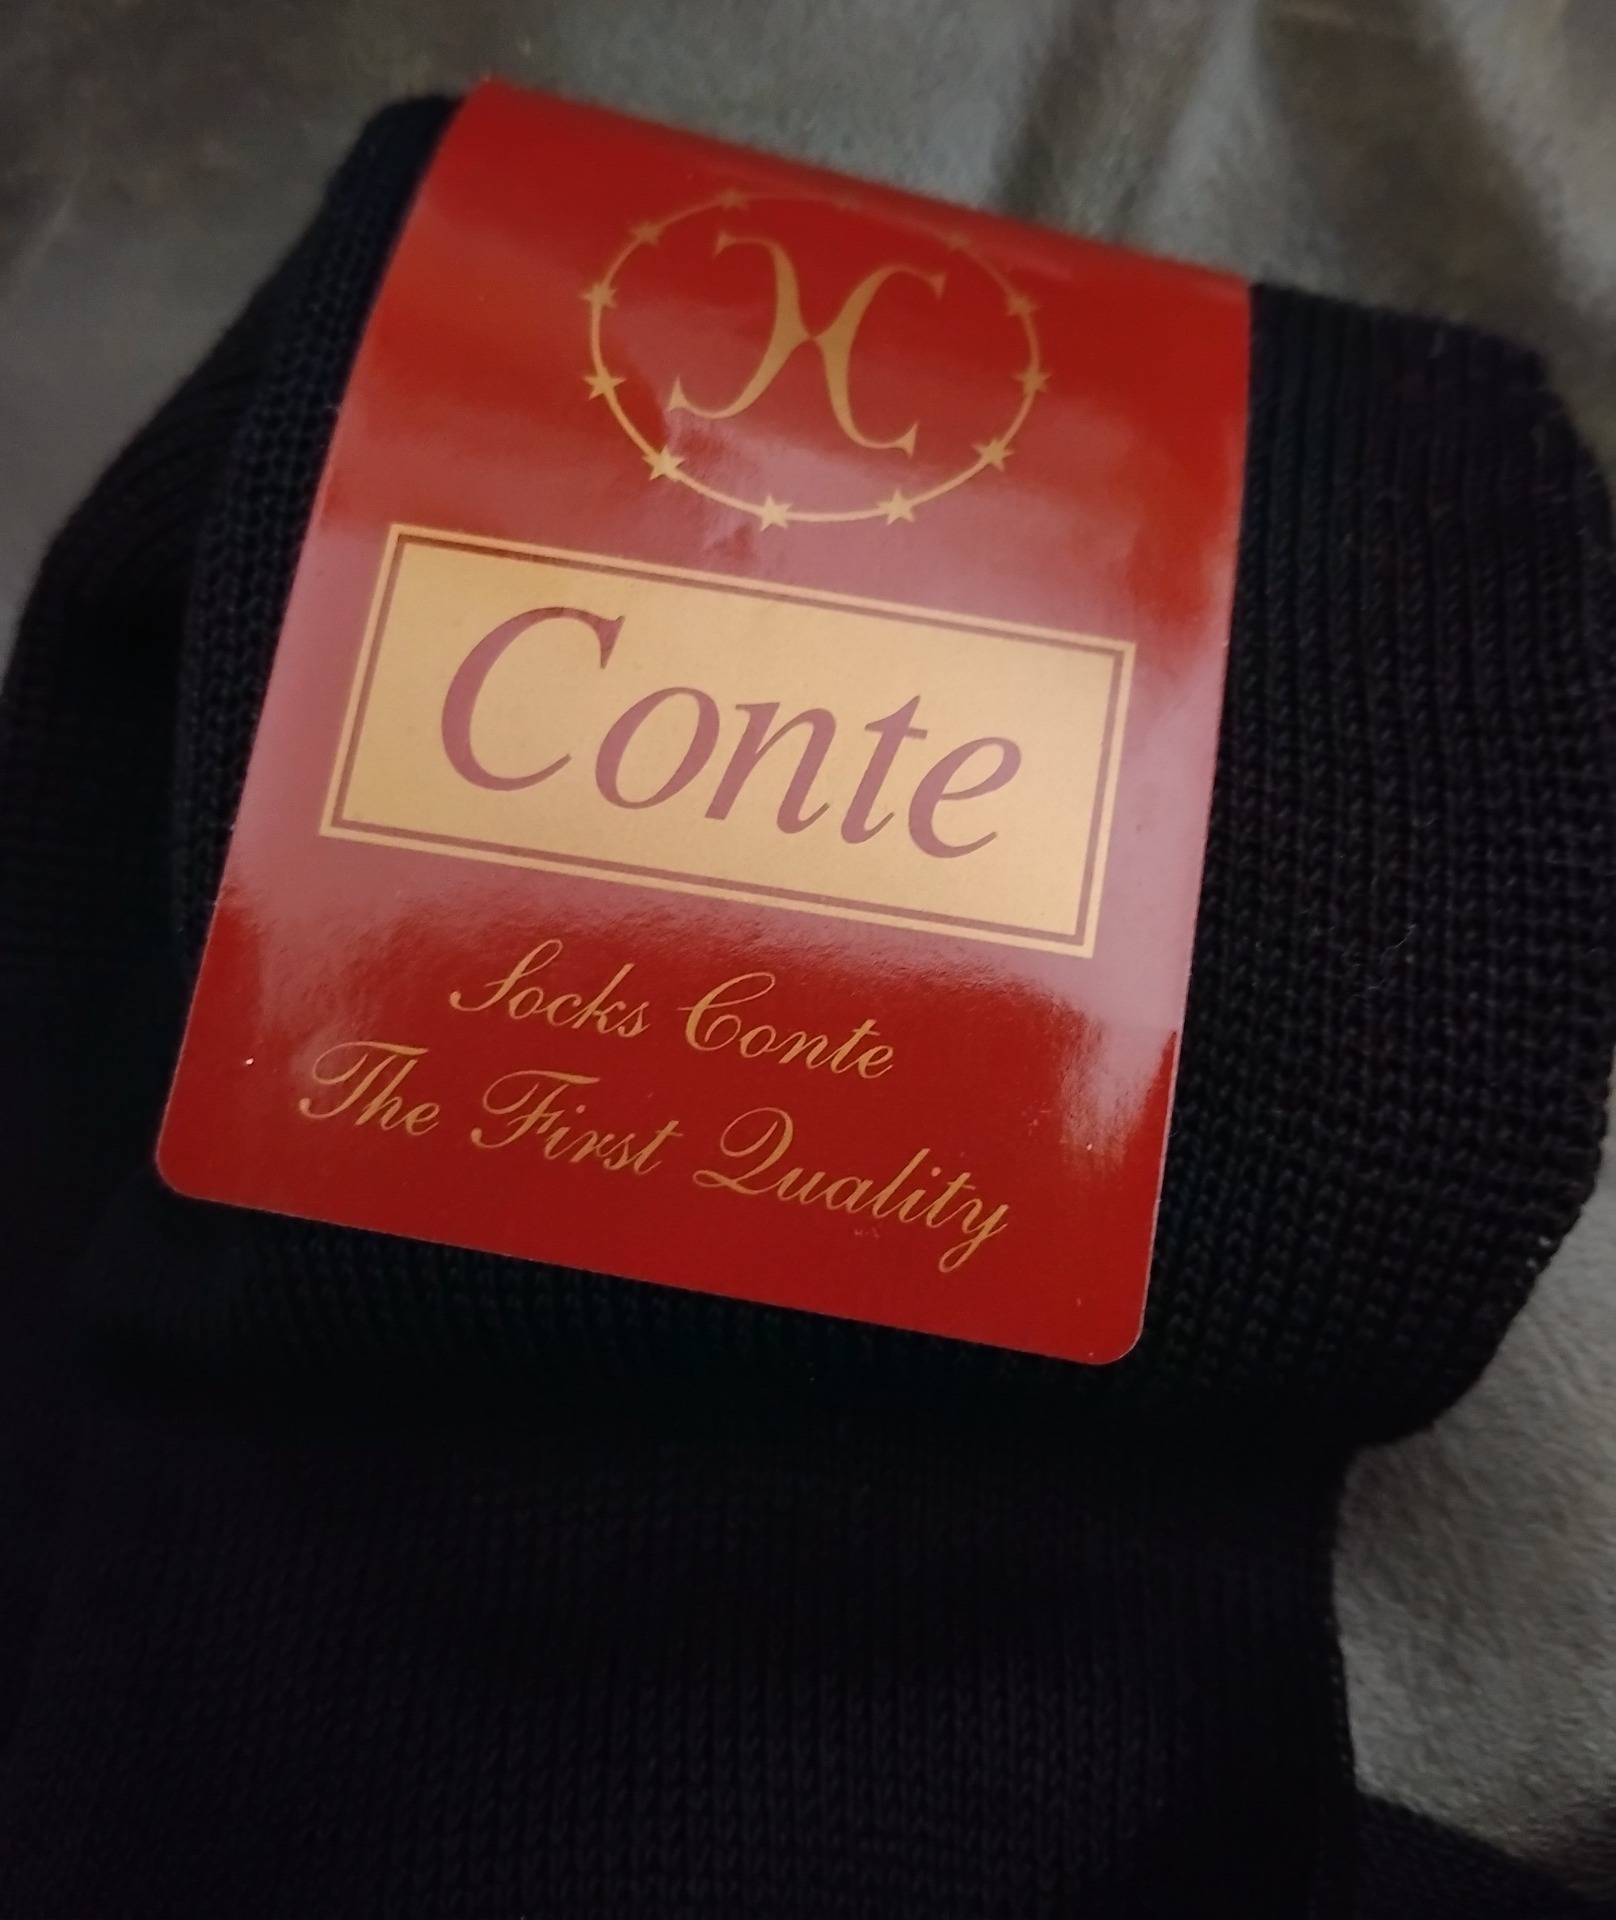 Conte
Socks Conte
The First Quality